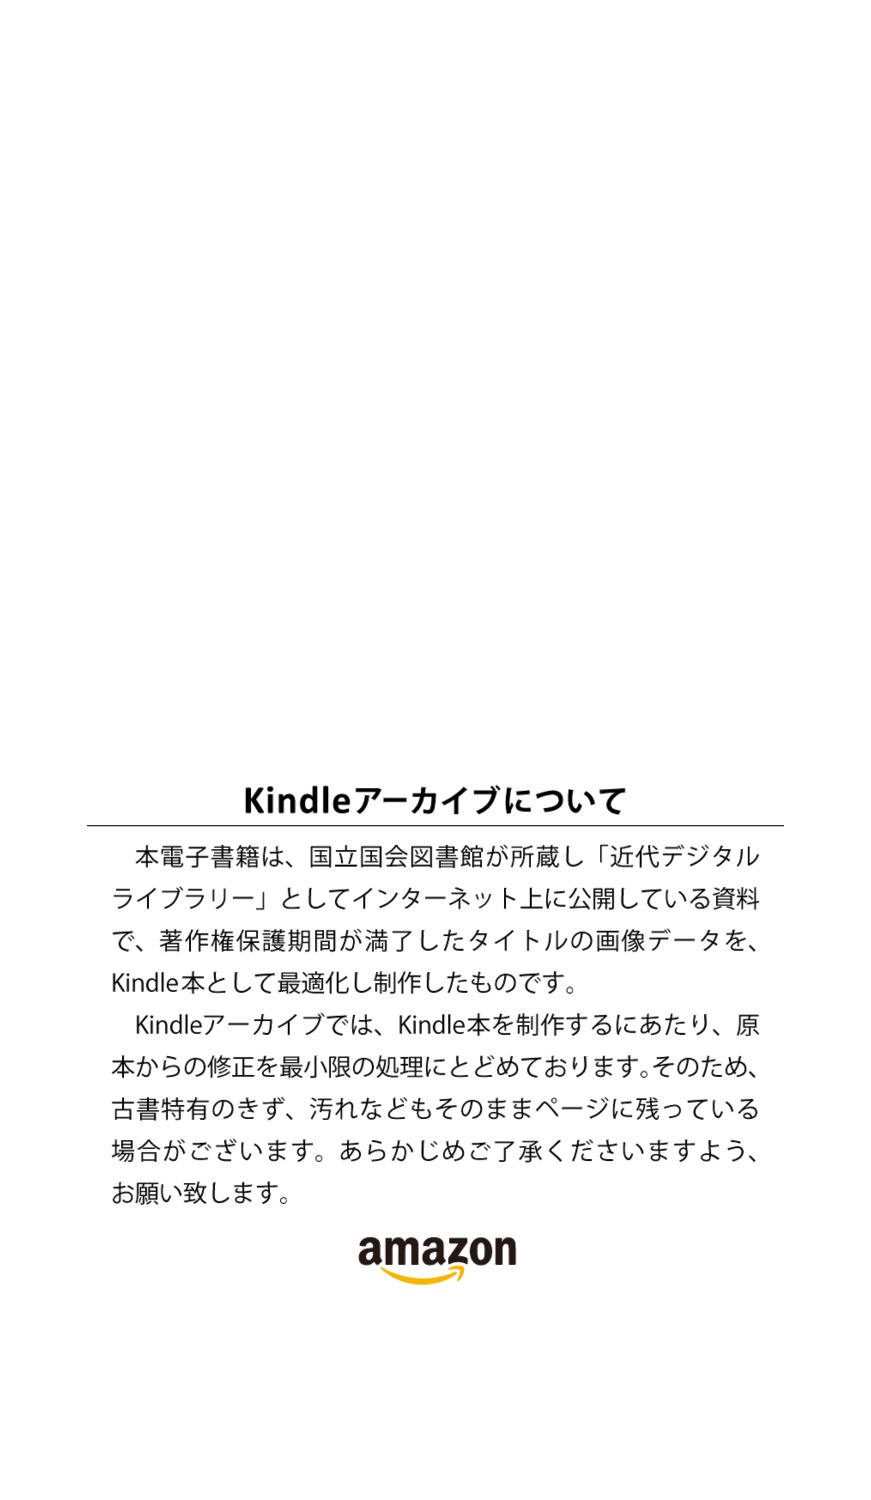 Kindleアーカイブについて
　本電子書籍は、国立国会図書館が所蔵し「近代デジタル
ライブラリー」としてインターネット上に公開している資料
で、著作権保護期間が満了したタイトルの画像データを、
Kindle本として最適化し制作したものです。
　Kindleアーカイブでは、Kindle本を制作するにあたり、原
本からの修正を最小限の処理にとどめております。そのため、
古書特有のきず、汚れなどもそのままページに残っている
場合がございます。あらかじめご了承くださいますよう、
お願い致します。
amazon